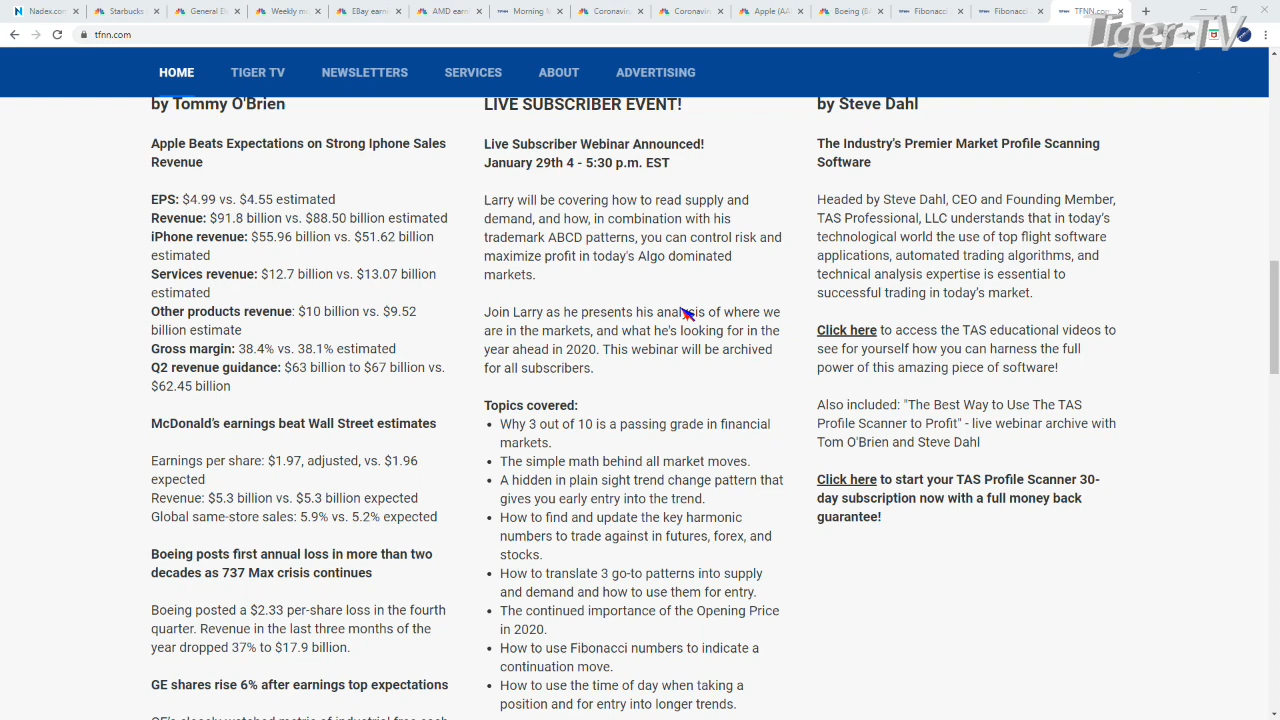 Nadex.com
Starbucks
General El
Weekly mo
EBay earni
AMD earn
Morning M
Coronavir
Coronavir
Apple (AA
Boeing (BA
Fibonacci
Fibonacci
TFNN.com
Tiger-TV
tfnn.com
HOME TIGER TV NEWSLETTERS SERVICES ABOUT ADVERTISING
by Tommy O'Brien
Apple Beats Expectations on Strong Iphone Sales
Revenue
EPS: $4.99 vs. $4.55 estimated
Revenue: $91.8 billion vs. $88.50 billion estimated
iPhone revenue: $55.96 billion vs. $51.62 billion
estimated
Services revenue: $12.7 billion vs. $13.07 billion
estimated
Other products revenue: $10 billion vs. $9.52
billion estimate
Gross margin: 38.4% vs. 38.1% estimated
Q2 revenue guidance: $63 billion to $67 billion vs.
$62.45 billion
McDonald’s earnings beat Wall Street estimates
Earnings per share: $1.97, adjusted, vs. $1.96
expected
Revenue: $5.3 billion vs. $5.3 billion expected
Global same-store sales: 5.9% vs. 5.2% expected
Boeing posts first annual loss in more than two
decades as 737 Max crisis continues
Boeing posted a $2.33 per-share loss in the fourth
quarter. Revenue in the last three months of the
year dropped 37% to $17.9 billion.
GE shares rise 6% after earnings top expectations
GE’s closely watched metric of industrial free cash
LIVE SUBSCRIBER EVENT!
Live Subscriber Webinar Announced!
January 29th 4 - 5:30 p.m. EST
Larry will be covering how to read supply and
demand, and how, in combination with his
trademark ABCD patterns, you can control risk and
maximize profit in today's Algo dominated
markets.
Join Larry as he presents his analysis of where we
are in the markets, and what he's looking for in the
year ahead in 2020. This webinar will be archived
for all subscribers.
Topics covered:
• Why 3 out of 10 is a passing grade in financial
markets.
• The simple math behind all market moves.
• A hidden in plain sight trend change pattern that
gives you early entry into the trend.
• How to find and update the key harmonic
numbers to trade against in futures, forex, and
stocks.
• How to translate 3 go-to patterns into supply
and demand and how to use them for entry.
• The continued importance of the Opening Price
in 2020.
• How to use Fibonacci numbers to indicate a
continuation move.
• How to use the time of day when taking a
position and for entry into longer trends.
by Steve Dahl
The Industry's Premier Market Profile Scanning
Software
Headed by Steve Dahl, CEO and Founding Member,
TAS Professional, LLC understands that in today’s
technological world the use of top flight software
applications, automated trading algorithms, and
technical analysis expertise is essential to
successful trading in today’s market.
Click here to access the TAS educational videos to
see for yourself how you can harness the full
power of this amazing piece of software!
Also included: "The Best Way to Use The TAS
Profile Scanner to Profit" - live webinar archive with
Tom O'Brien and Steve Dahl
Click here to start your TAS Profile Scanner 30-
day subscription now with a full money back
guarantee!